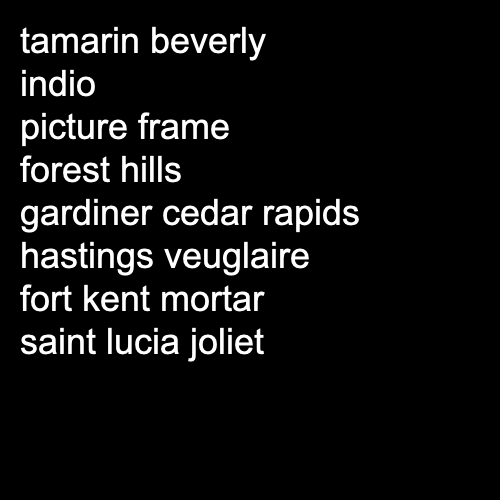 tamarin beverly
indio
picture frame
forest hills
gardiner cedar rapids
hastings veuglaire
fort kent mortar
saint lucia joliet